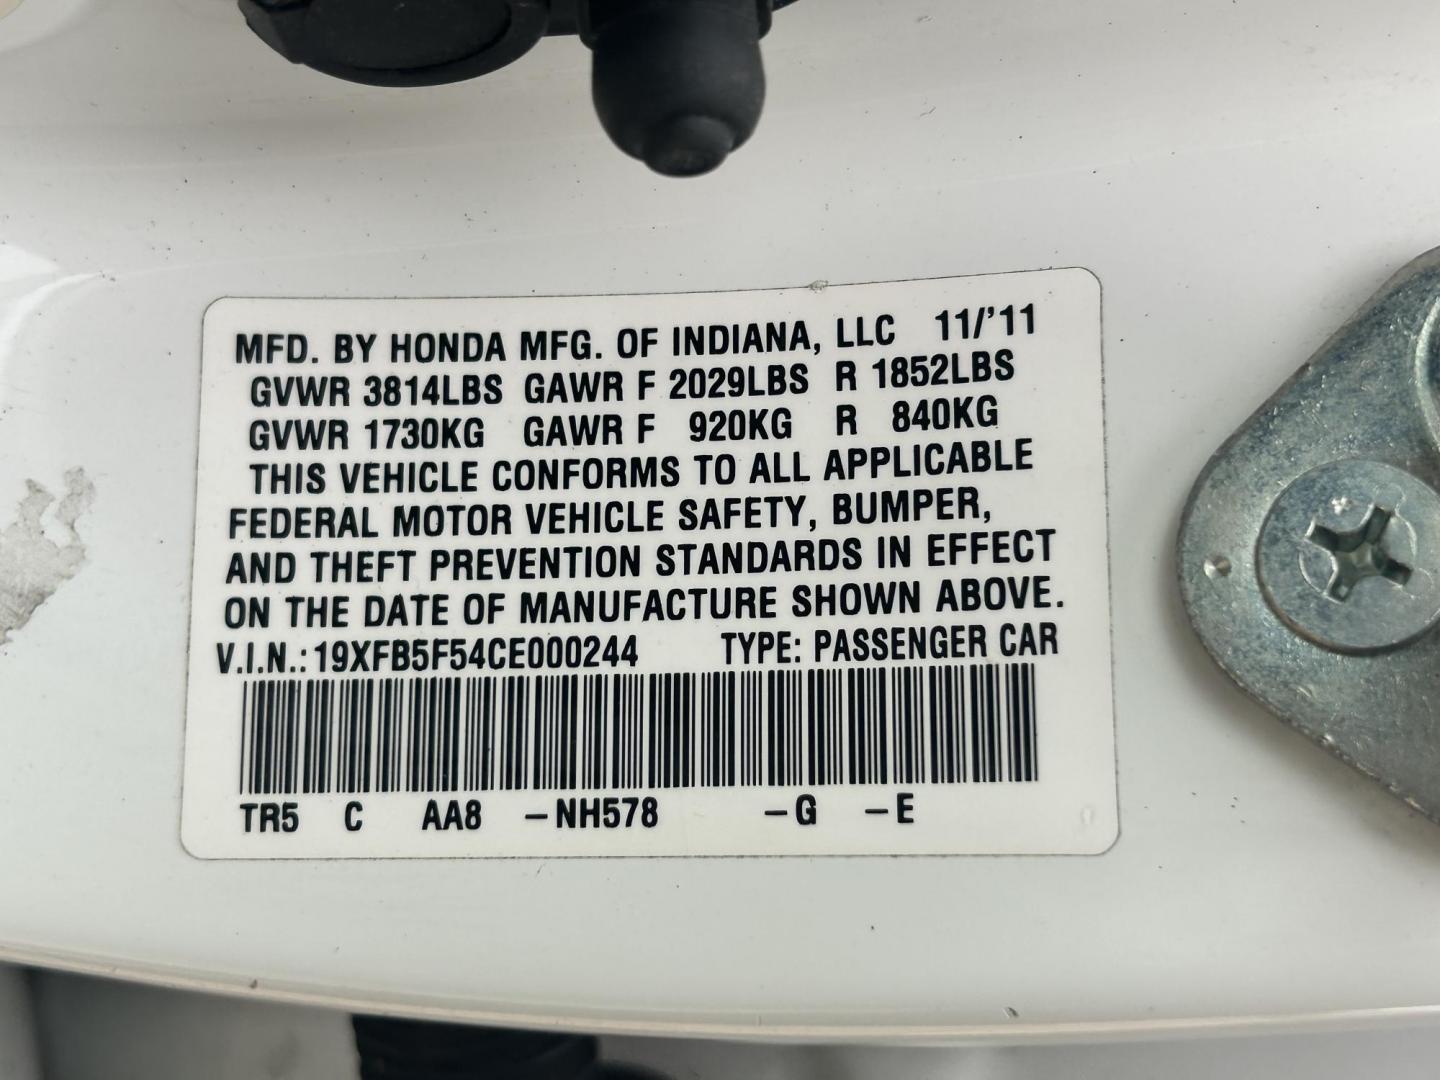 MFD. BY HONDA MFG. OF INDIANA, LLC 11/'11
GVWR 3814LBS GAWR F 2029LBS R 1852LBS
GVWR 1730KG GAWR F 920KG R 840KG
THIS VEHICLE CONFORMS TO ALL APPLICABLE
FEDERAL MOTOR VEHICLE SAFETY, BUMPER,
AND THEFT PREVENTION STANDARDS IN EFFECT
ON THE DATE OF MANUFACTURE SHOWN ABOVE.
V.I.N.:19XFB5F54CE000244 TYPE: PASSENGER CAR
TR5 C AA8 -NH578 -G -E